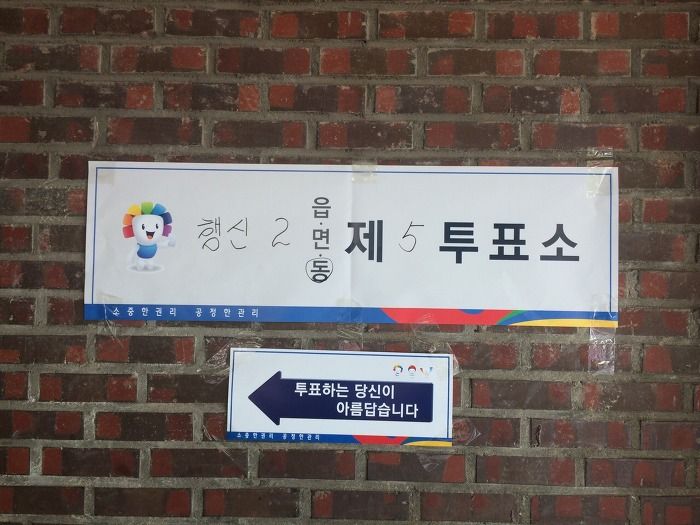 행신 2 읍·면·동 제 5 투표소
소중한권리 공정한관리
투표하는 당신이
아름답습니다
소중한권리 공정한관리